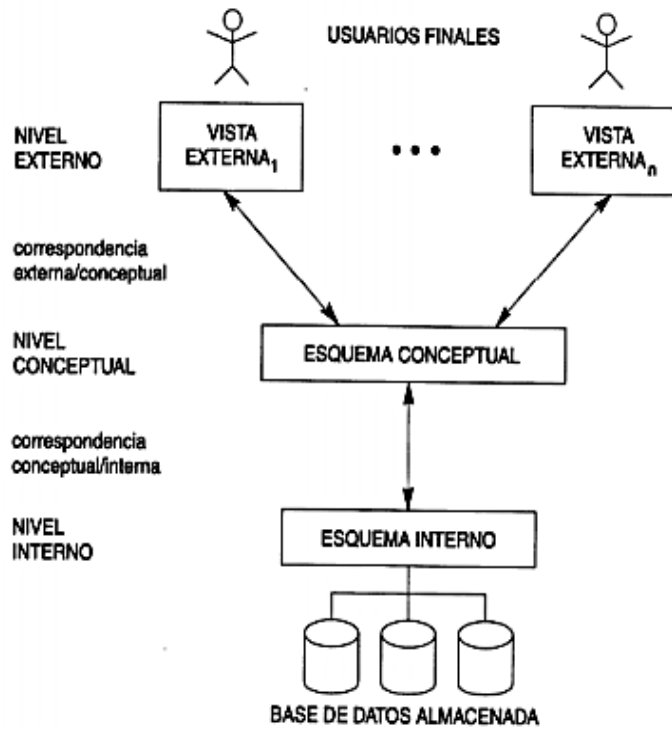 USUARIOS FINALES
NIVEL
EXTERNO
VISTA
EXTERNA1
VISTA
EXTERNAn
correspondencia
externa/conceptual
NIVEL
CONCEPTUAL
ESQUEMA CONCEPTUAL
correspondencia
conceptual/interna
NIVEL
INTERNO
ESQUEMA INTERNO
BASE DE DATOS ALMACENADA